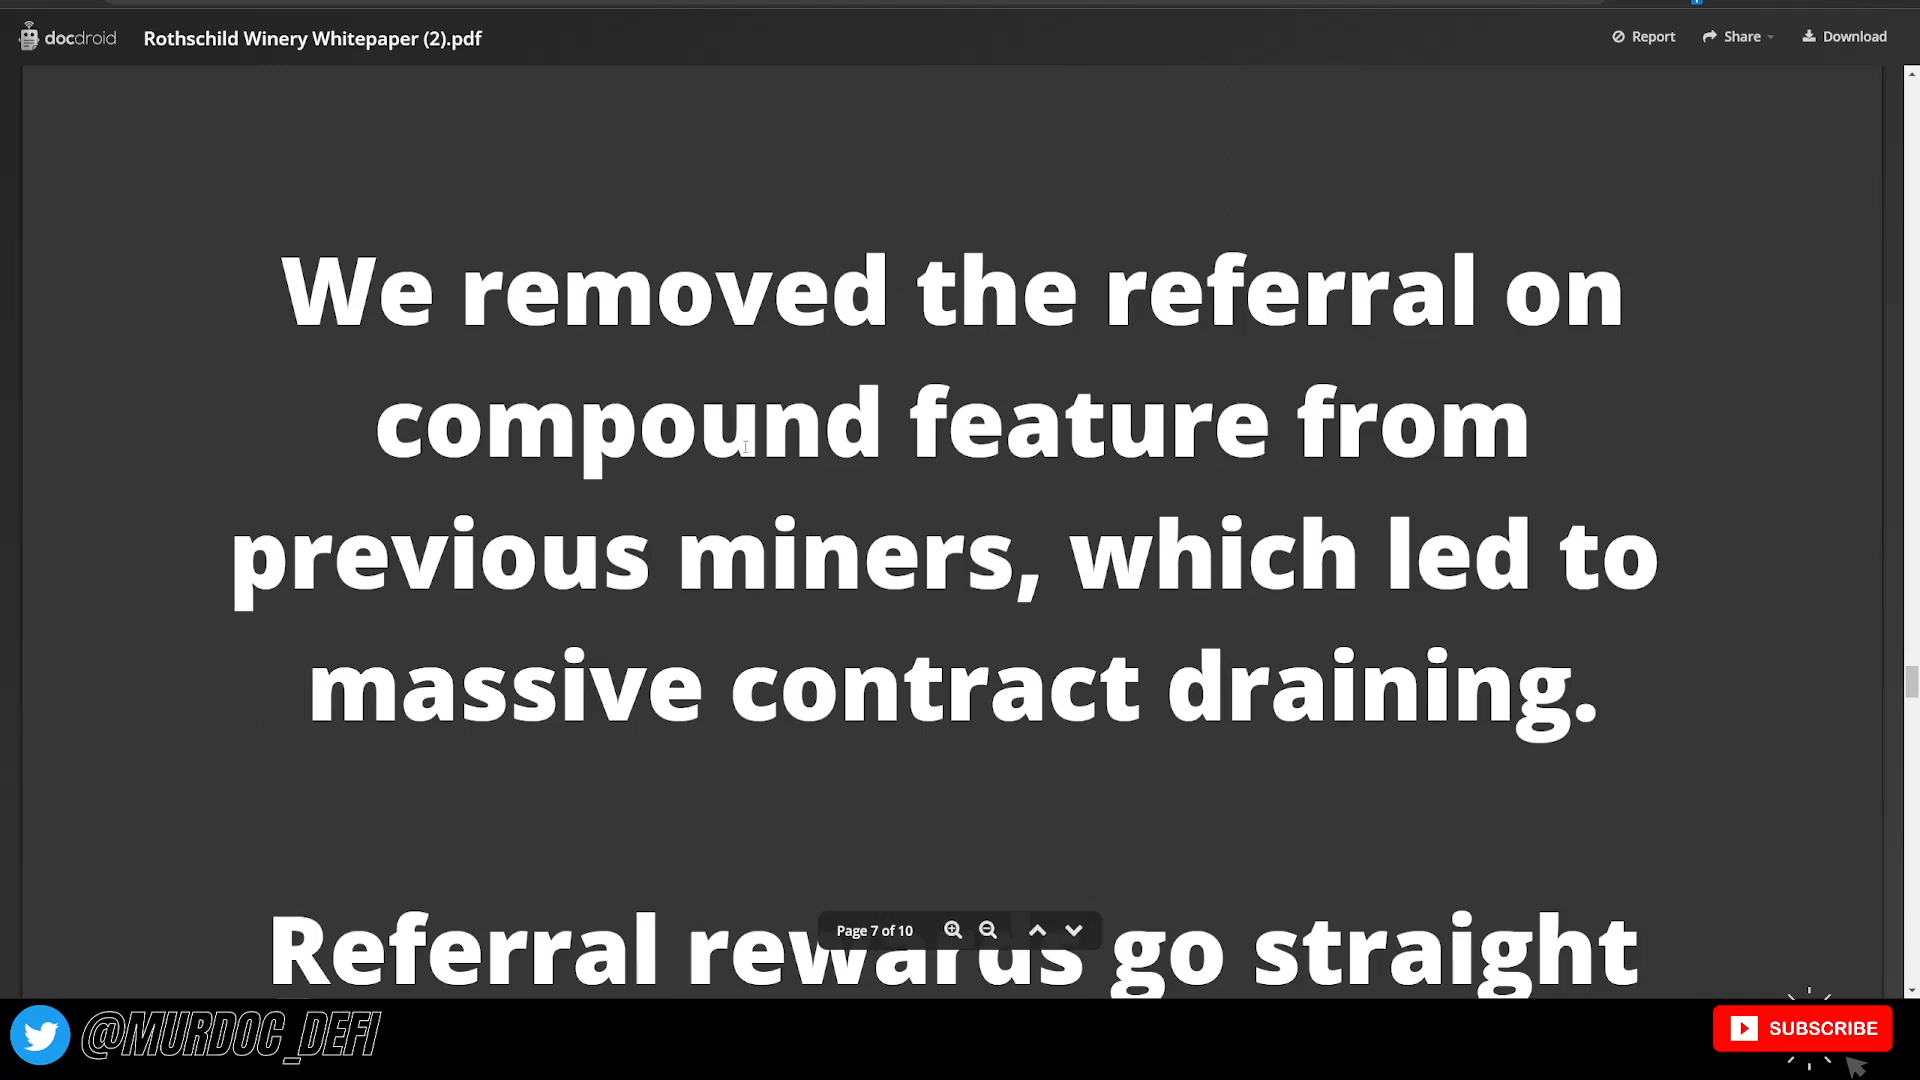 docdroid
Rothschild Winery Whitepaper (2).pdf
Report
Share
Download
We removed the referral on
compound feature from
previous miners, which led to
massive contract draining.
Referral rewards go straight
Page 7 of 10
@MURDOC_DEFI
SUBSCRIBE